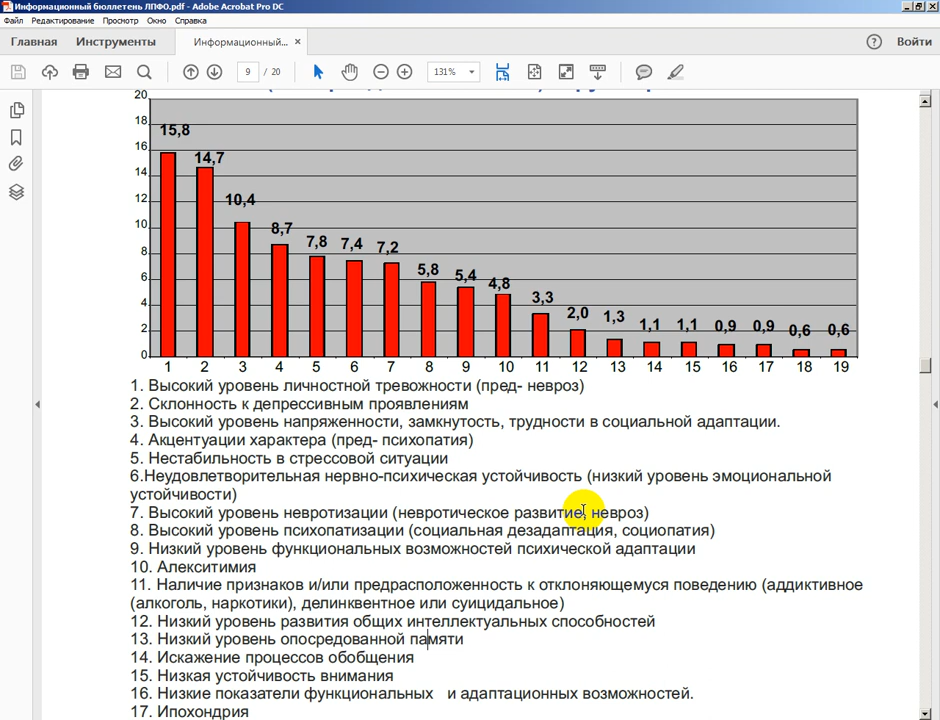 Информационный бюллетень ЛПФО.pdf - Adobe Acrobat Pro DC
Файл Редактирование Просмотр Окно Справка
Главная Инструменты Информационный... ×
Войти
9 / 20 131%
20
18
16
14
12
10
8
6
4
2
0
15,8 14,7 10,4 8,7 7,8 7,4 7,2 5,8 5,4 4,8 3,3 2,0 1,3 1,1 1,1 0,9 0,9 0,6 0,6
1 2 3 4 5 6 7 8 9 10 11 12 13 14 15 16 17 18 19
1. Высокий уровень личностной тревожности (пред- невроз)
2. Склонность к депрессивным проявлениям
3. Высокий уровень напряженности, замкнутость, трудности в социальной адаптации.
4. Акцентуации характера (пред- психопатия)
5. Нестабильность в стрессовой ситуации
6.Неудовлетворительная нервно-психическая устойчивость (низкий уровень эмоциональной
устойчивости)
7. Высокий уровень невротизации (невротическое развитие, невроз)
8. Высокий уровень психопатизации (социальная дезадаптация, социопатия)
9. Низкий уровень функциональных возможностей психической адаптации
10. Алекситимия
11. Наличие признаков и/или предрасположенность к отклоняющемуся поведению (аддиктивное
(алкоголь, наркотики), делинквентное или суицидальное)
12. Низкий уровень развития общих интеллектуальных способностей
13. Низкий уровень опосредованной памяти
14. Искажение процессов обобщения
15. Низкая устойчивость внимания
16. Низкие показатели функциональных и адаптационных возможностей.
17. Ипохондрия